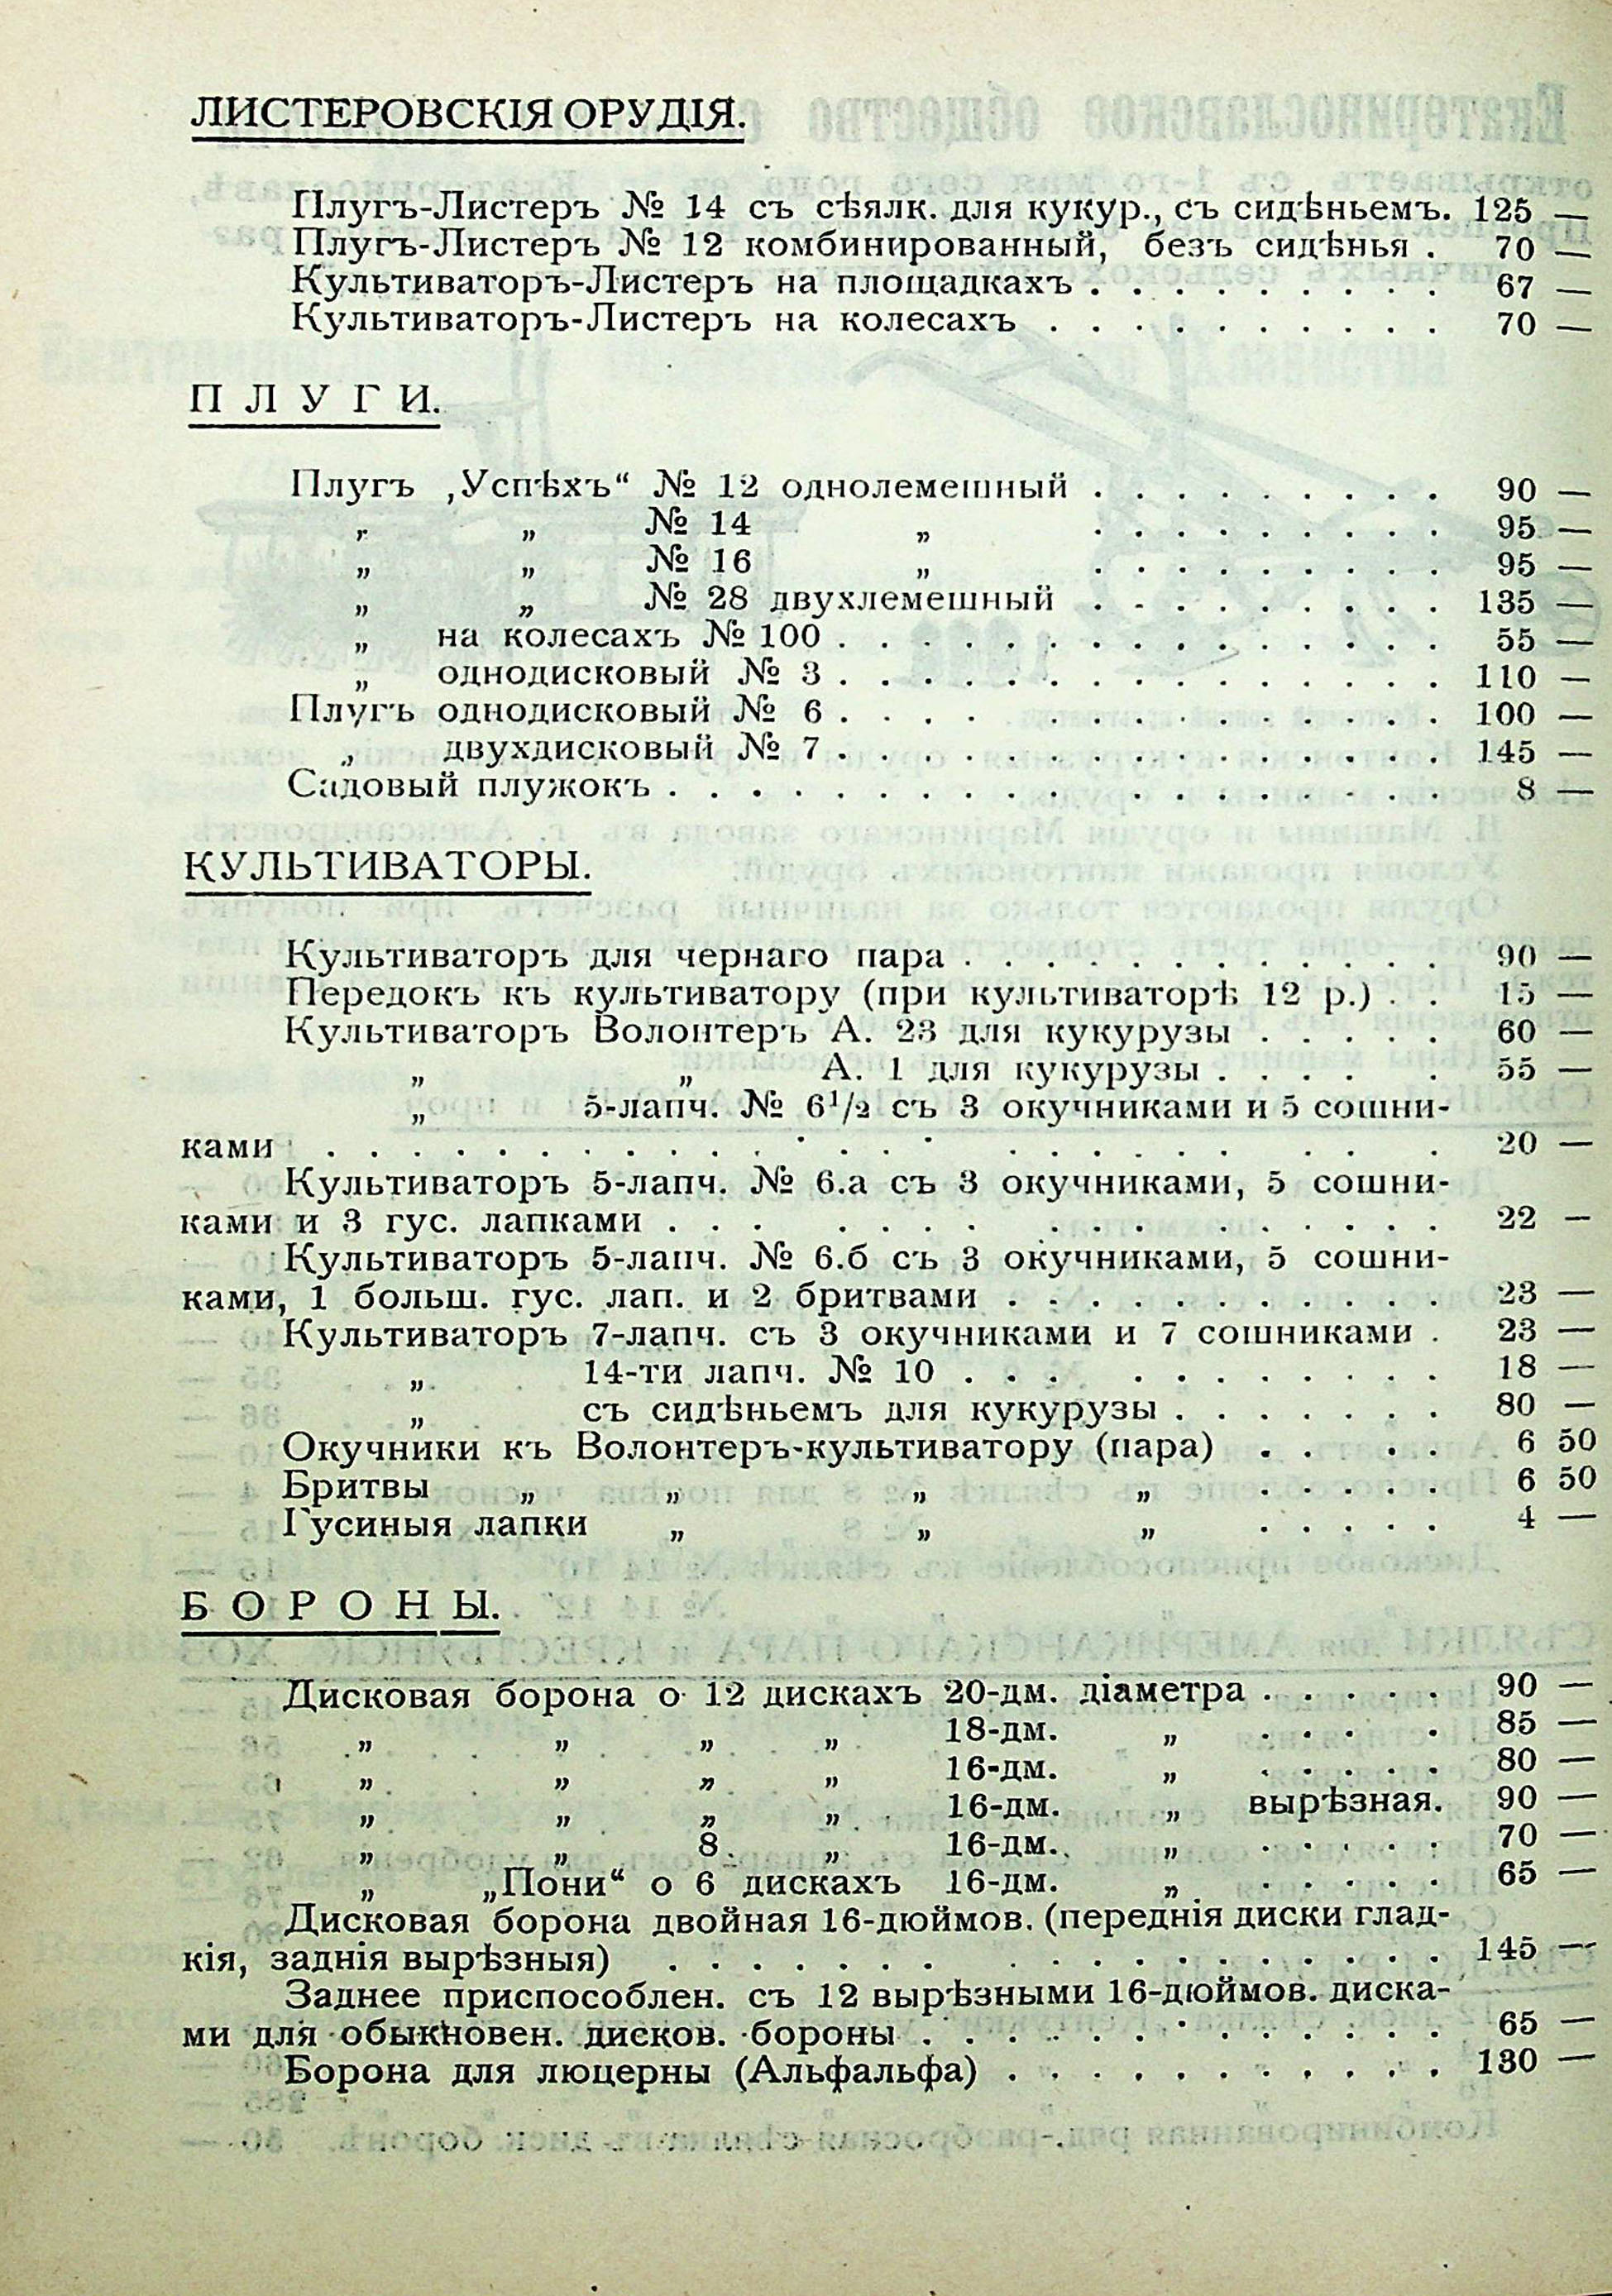 ЛИСТЕРОВСКІЯ ОРУДІЯ.
Плугъ-Листеръ № 14 съ сѣялк. для кукур., съ сидѣньемъ. 125 —
Плугъ-Листеръ № 12 комбинированный, безъ сидѣнья . 70 —
Культиваторъ-Листеръ на площадкахъ . . . . . . . . . 67 —
Культиваторъ-Листеръ на колесахъ . . . . . . . . . . 70 —
ПЛУГИ.
Плугъ „Успѣхъ“ № 12 однолемешный . . . . . . . . . 90 —
„ „ № 14 „ . . . . . . . . . 95 —
„ „ № 16 „ . . . . . . . . . 95 —
„ „ № 28 двухлемешный . . . . . . . . . 135 —
„ на колесахъ № 100 . . . . . . . . . . . . . . . 55 —
„ однодисковый № 3 . . . . . . . . . . . . . . . 110 —
Плугъ однодисковый № 6 . . . . . . . . . . . . . . 100 —
„ двухдисковый № 7 . . . . . . . . . . . . . . . 145 —
Садовый плужокъ . . . . . . . . . . . . . . . . . . . 8 —
КУЛЬТИВАТОРЫ.
Культиваторъ для чернаго пара . . . . . . . . . . . . 90 —
Передокъ къ культиватору (при культиваторѣ 12 р.) . . 15 —
Культиваторъ Волонтеръ А. 23 для кукурузы . . . . . 60 —
„ „ А. 1 для кукурузы . . . . . 55 —
„ 5-лапч. № 6¹/₂ съ 3 окучниками и 5 сошни-
ками . . . . . . . . . . . . . . . . . . . . . . . 20 —
Культиваторъ 5-лапч. № 6.а съ 3 окучниками, 5 сошни-
ками и 3 гус. лапками . . . . . . . . . . . . . . . . 22 —
Культиваторъ 5-лапч. № 6.б съ 3 окучниками, 5 сошни-
ками, 1 больш. гус. лап. и 2 бритвами . . . . . . . . . . . 23 —
Культиваторъ 7-лапч. съ 3 окучниками и 7 сошниками . 23 —
„ 14-ти лапч. № 10 . . . . . . . . . . . 18 —
„ съ сидѣньемъ для кукурузы . . . . . . . 80 —
Окучники къ Волонтеръ-культиватору (пара) . . . . 6 50
Бритвы „ „ „ „ . . . . . 6 50
Гусиныя лапки „ „ „ . . . . . 4 —
БОРОНЫ.
Дисковая борона о 12 дискахъ 20-дм. діаметра . . . . . 90 —
„ „ „ „ 18-дм. „ . . . . . 85 —
„ „ „ „ 16-дм. „ . . . . . 80 —
„ „ „ „ 16-дм. „ вырѣзная. 90 —
„ „ 8 „ 16-дм. „ . . . . . 70 —
„ „Пони“ о 6 дискахъ 16-дм. „ . . . . . 65 —
Дисковая борона двойная 16-дюймов. (переднія диски глад-
кія, заднія вырѣзныя) . . . . . . . . . . . . . . . . . . 145 —
Заднее приспособлен. съ 12 вырѣзными 16-дюймов. диска-
ми для обыкновен. дисков. бороны . . . . . . . . . . . . . 65 —
Борона для люцерны (Альфальфа) . . . . . . . . . . . 130 —